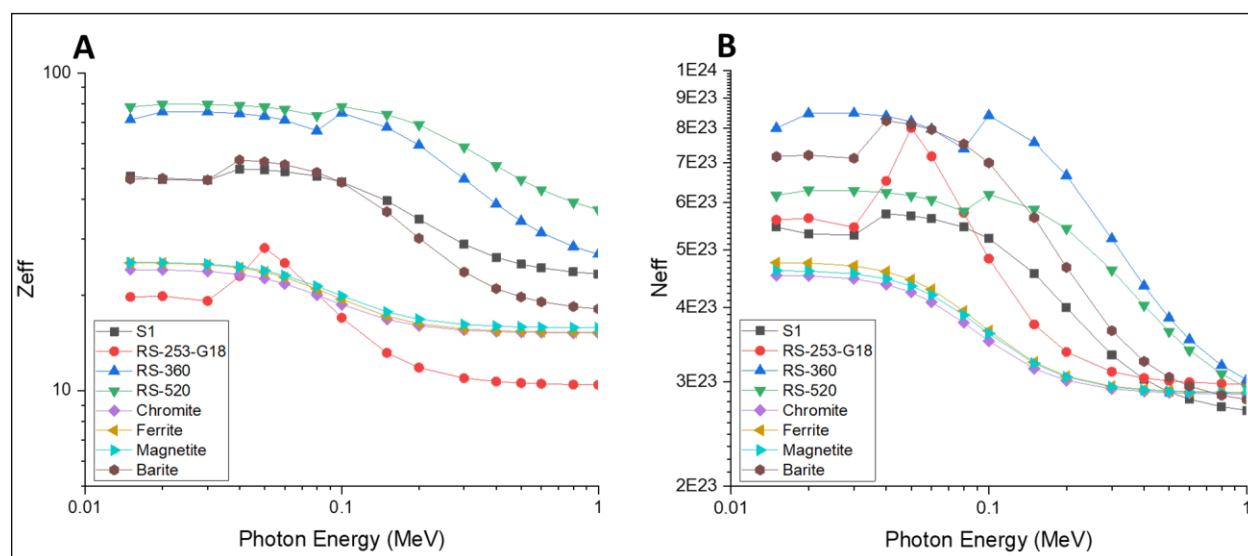 A
100
10
Zeff
S1
RS-253-G18
RS-360
RS-520
Chromite
Ferrite
Magnetite
Barite
0.01
0.1
1
Photon Energy (MeV)
B
1E24
9E23
8E23
7E23
6E23
5E23
4E23
3E23
2E23
Neff
S1
RS-253-G18
RS-360
RS-520
Chromite
Ferrite
Magnetite
Barite
0.01
0.1
1
Photon Energy (MeV)